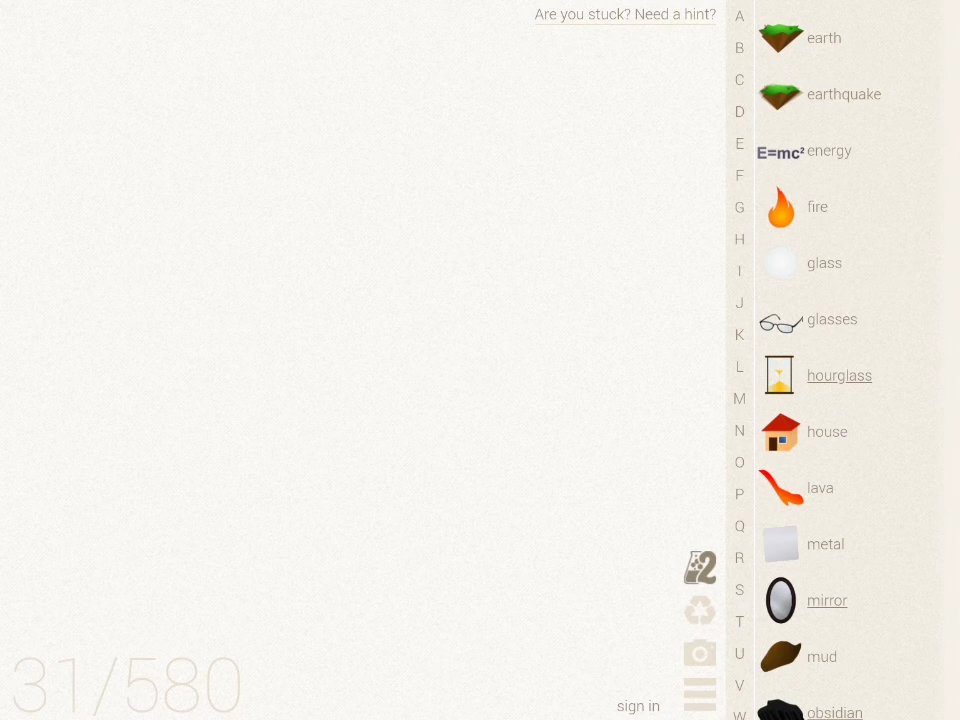 Are you stuck? Need a hint?
A
B
C
D
E
F
G
H
I
J
K
L
M
N
O
P
Q
R
S
T
U
V
W
earth
earthquake
E=mc² energy
fire
glass
glasses
hourglass
house
lava
metal
mirror
mud
obsidian
2
sign in
31/580